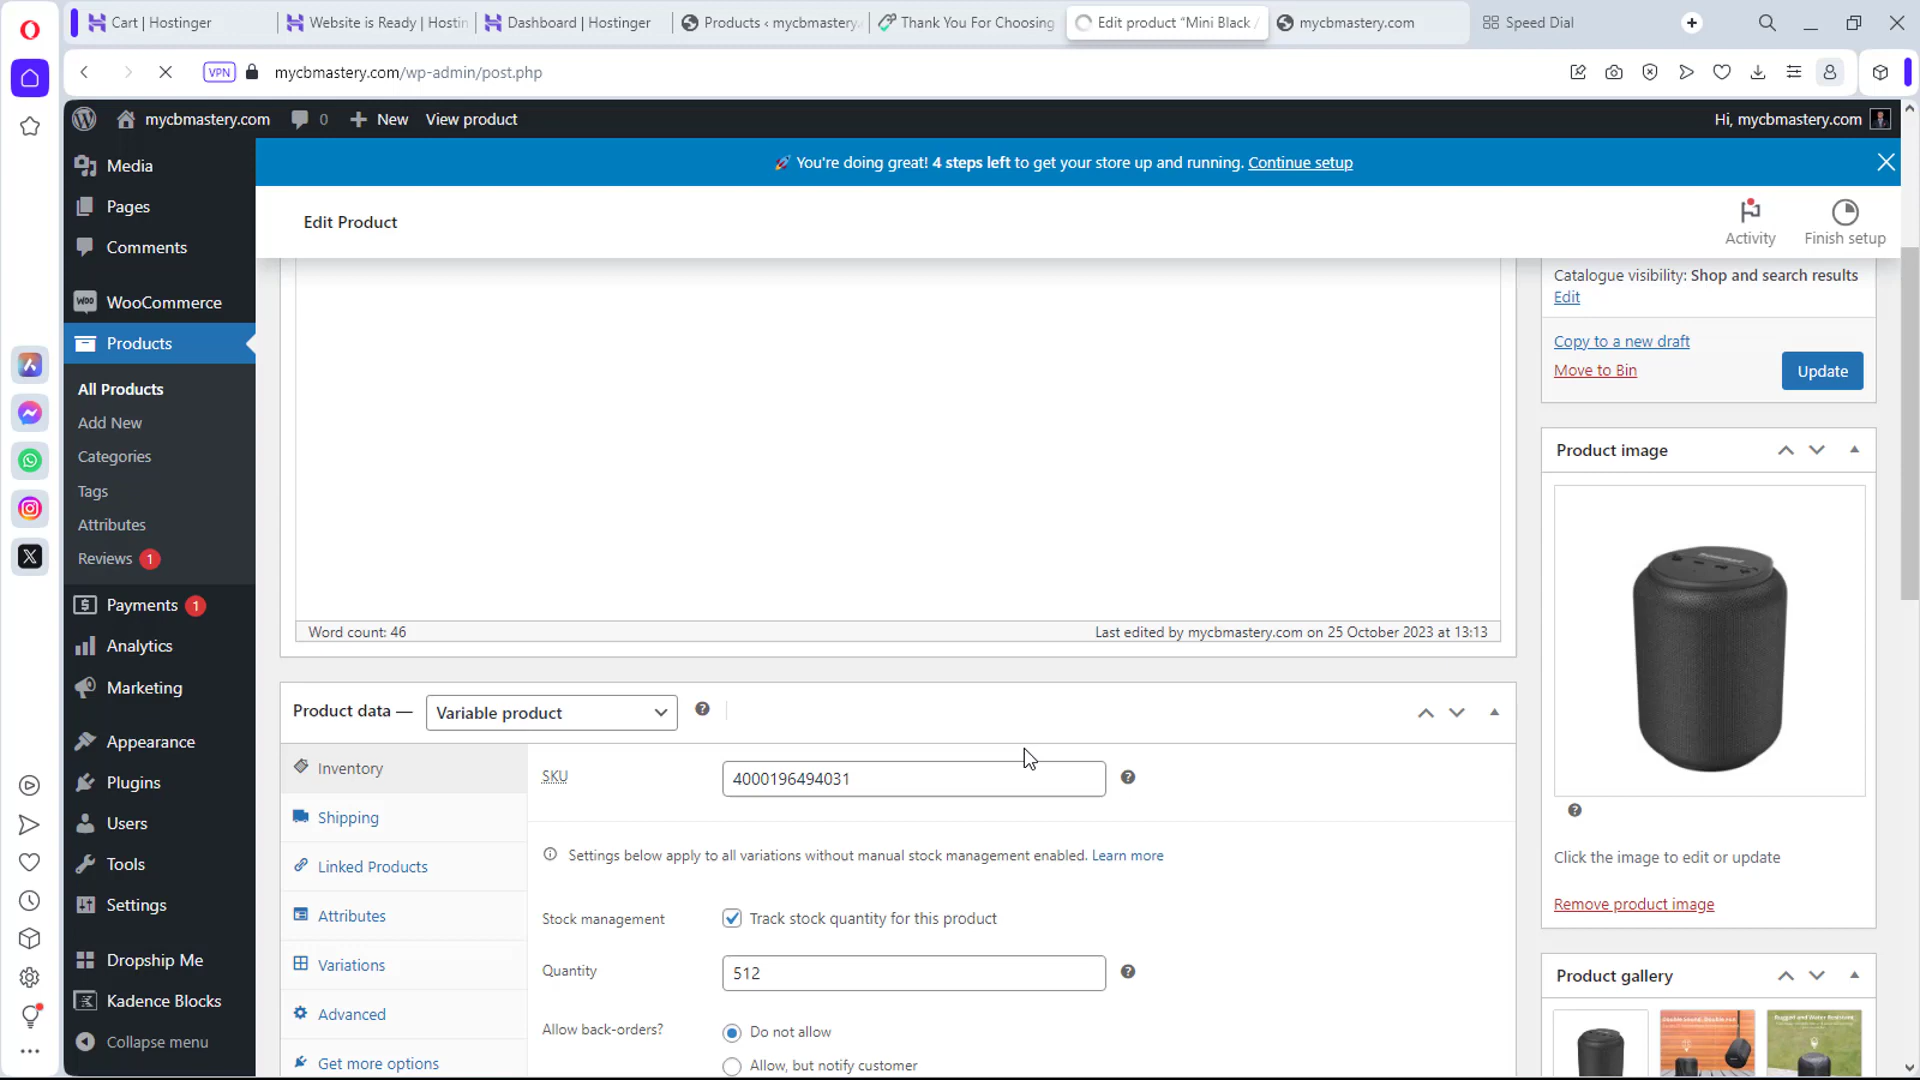 Cart | Hostinger
Website is Ready | Hostin
Dashboard | Hostinger
Products ‹ mycbmastery.
Thank You For Choosing
Edit product “Mini Black /
mycbmastery.com
Speed Dial
VPN
mycbmastery.com/wp-admin/post.php
mycbmastery.com
0
New
View product
Hi, mycbmastery.com
🚀 You're doing great! 4 steps left to get your store up and running. Continue setup
Edit Product
Activity
Finish setup
Media
Pages
Comments
WooCommerce
Products
All Products
Add New
Categories
Tags
Attributes
Reviews 1
Payments 1
Analytics
Marketing
Appearance
Plugins
Users
Tools
Settings
Dropship Me
Kadence Blocks
Collapse menu
Word count: 46
Last edited by mycbmastery.com on 25 October 2023 at 13:13
Product data —
Variable product
Inventory
Shipping
Linked Products
Attributes
Variations
Advanced
Get more options
SKU
4000196494031
Settings below apply to all variations without manual stock management enabled. Learn more
Stock management
Track stock quantity for this product
Quantity
512
Allow back-orders?
Do not allow
Allow, but notify customer
Catalogue visibility: Shop and search results
Edit
Copy to a new draft
Move to Bin
Update
Product image
Click the image to edit or update
Remove product image
Product gallery